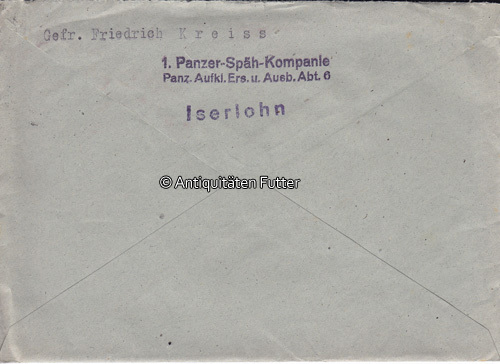 Gefr. Friedrich Kreiss
1. Panzer-Späh-Kompanie
Panz. Aufkl. Ers. u. Ausb. Abt. 6
Iserlohn
© Antiquitäten Futter